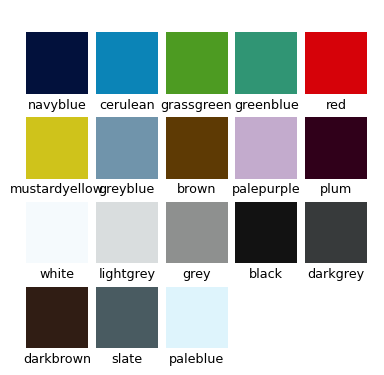 navyblue cerulean grassgreen greenblue red
mustardyellow greyblue brown palepurple plum
white lightgrey grey black darkgrey
darkbrown slate paleblue